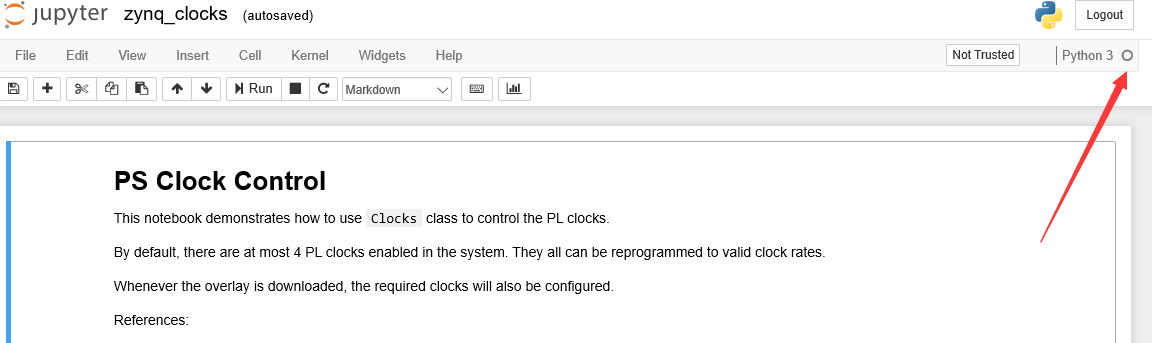 jupyter zynq_clocks (autosaved) Logout
File Edit View Insert Cell Kernel Widgets Help Not Trusted Python 3
Run Markdown
PS Clock Control
This notebook demonstrates how to use Clocks class to control the PL clocks.
By default, there are at most 4 PL clocks enabled in the system. They all can be reprogrammed to valid clock rates.
Whenever the overlay is downloaded, the required clocks will also be configured.
References: